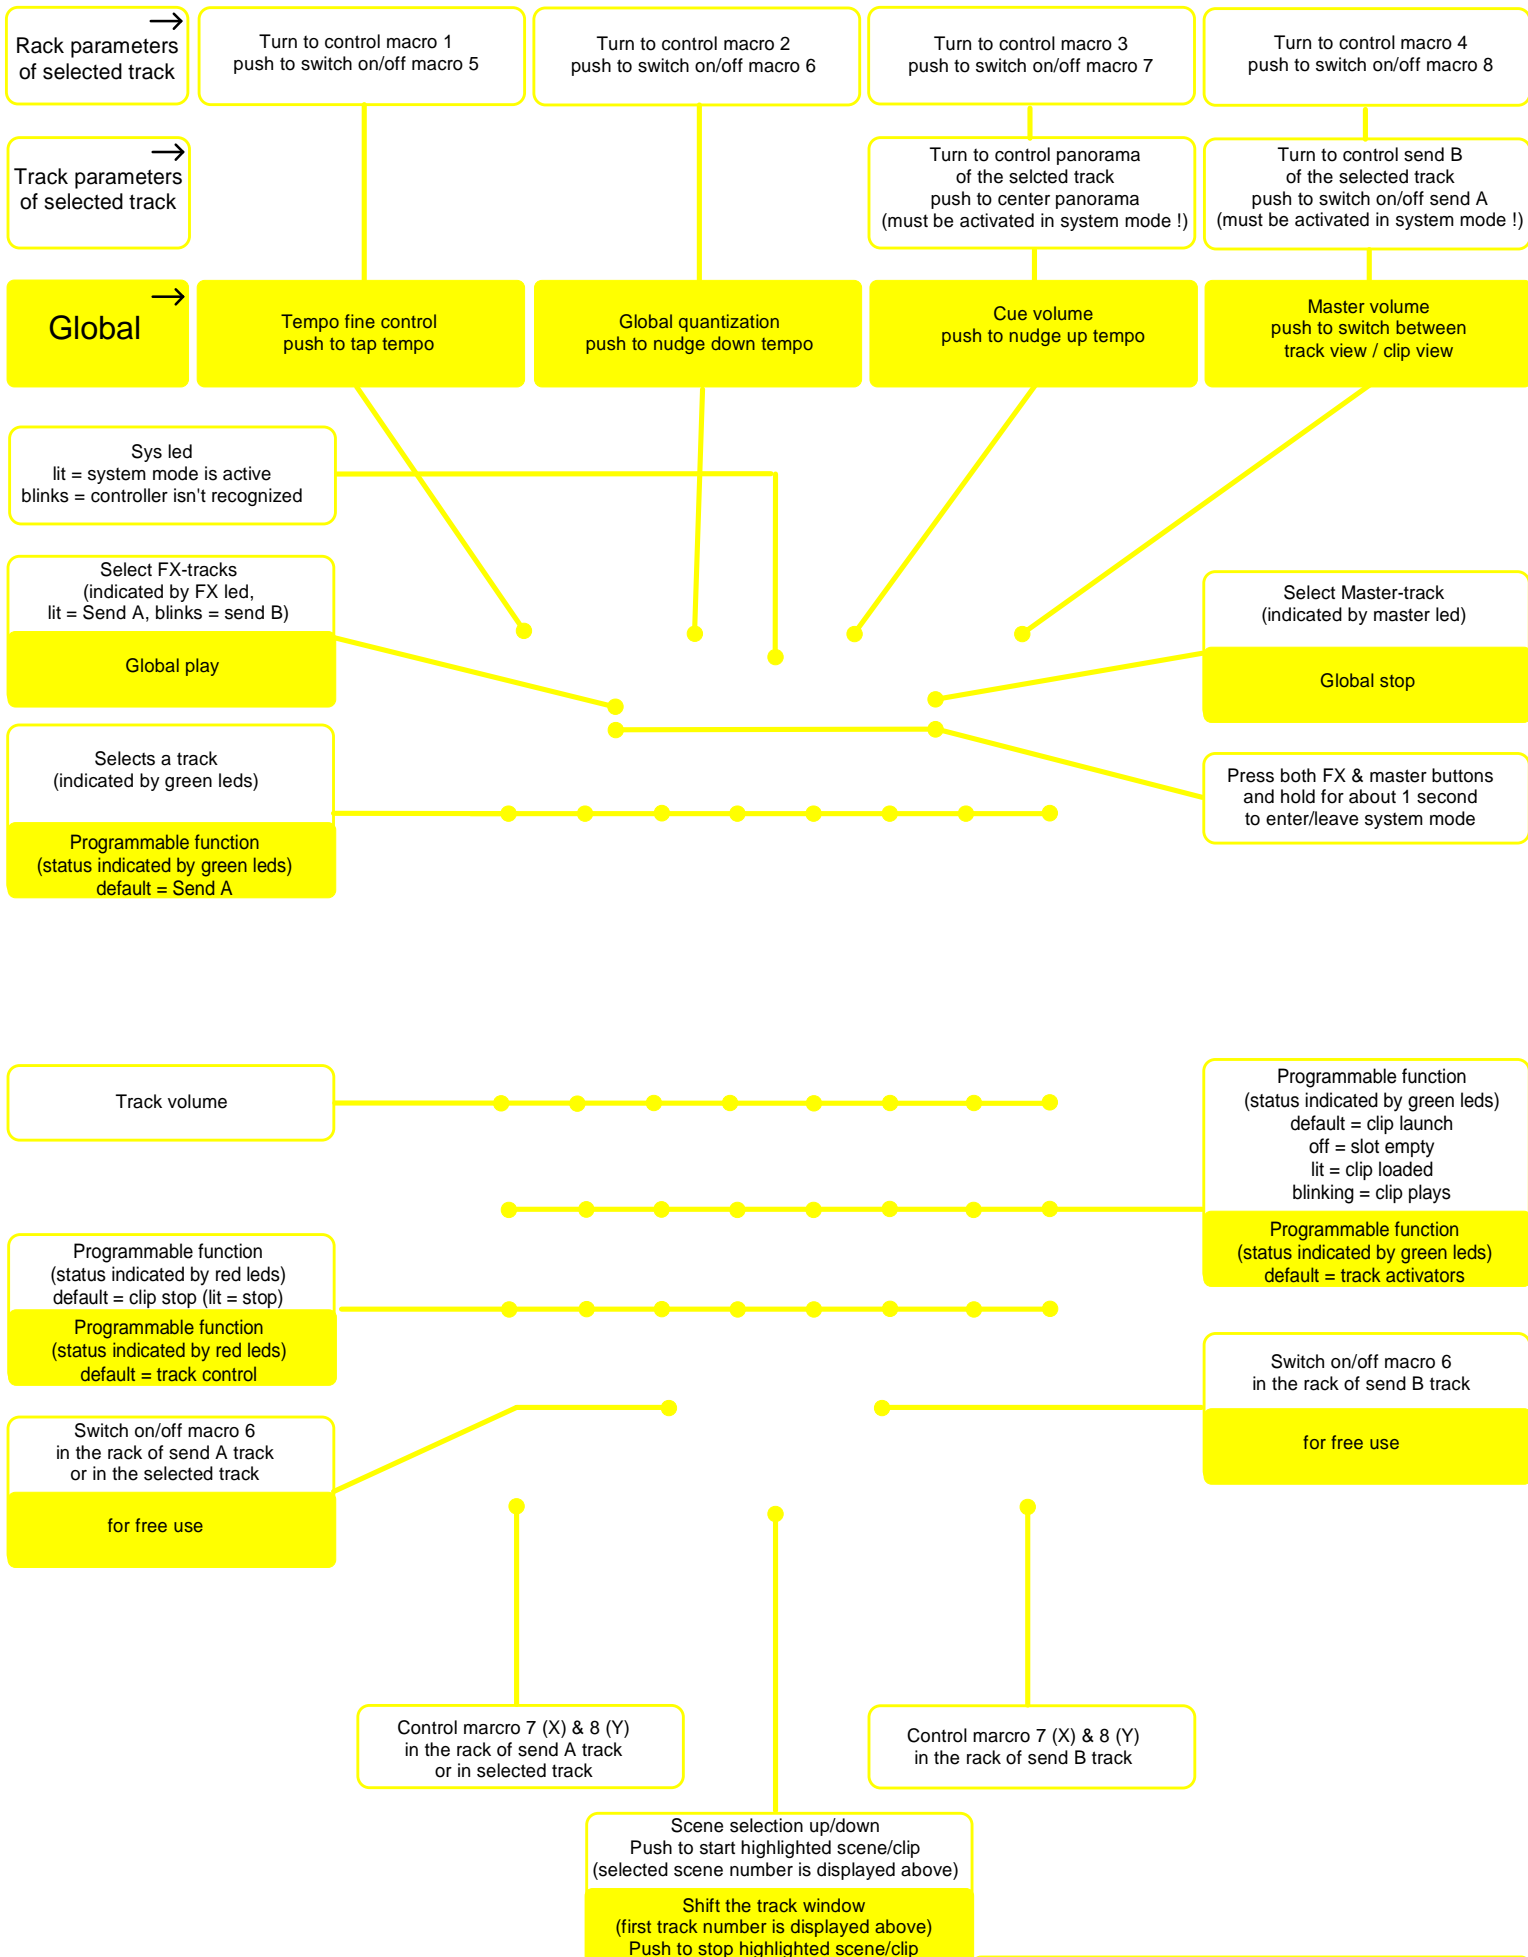 Rack parameters
of selected track
Turn to control macro 1
push to switch on/off macro 5
Turn to control macro 2
push to switch on/off macro 6
Turn to control macro 3
push to switch on/off macro 7
Turn to control macro 4
push to switch on/off macro 8
Track parameters
of selected track
Turn to control panorama
of the selcted track
push to center panorama
(must be activated in system mode !)
Turn to control send B
of the selected track
push to switch on/off send A
(must be activated in system mode !)
Global
Tempo fine control
push to tap tempo
Global quantization
push to nudge down tempo
Cue volume
push to nudge up tempo
Master volume
push to switch between
track view / clip view
Sys led
lit = system mode is active
blinks = controller isn't recognized
Select FX-tracks
(indicated by FX led,
lit = Send A, blinks = send B)
Global play
Select Master-track
(indicated by master led)
Global stop
Selects a track
(indicated by green leds)
Programmable function
(status indicated by green leds)
default = Send A
Press both FX & master buttons
and hold for about 1 second
to enter/leave system mode
Track volume
Programmable function
(status indicated by green leds)
default = clip launch
off = slot empty
lit = clip loaded
blinking = clip plays
Programmable function
(status indicated by green leds)
default = track activators
Programmable function
(status indicated by red leds)
default = clip stop (lit = stop)
Programmable function
(status indicated by red leds)
default = track control
Switch on/off macro 6
in the rack of send B track
for free use
Switch on/off macro 6
in the rack of send A track
or in the selected track
for free use
Control marcro 7 (X) & 8 (Y)
in the rack of send A track
or in selected track
Control marcro 7 (X) & 8 (Y)
in the rack of send B track
Scene selection up/down
Push to start highlighted scene/clip
(selected scene number is displayed above)
Shift the track window
(first track number is displayed above)
Push to stop highlighted scene/clip